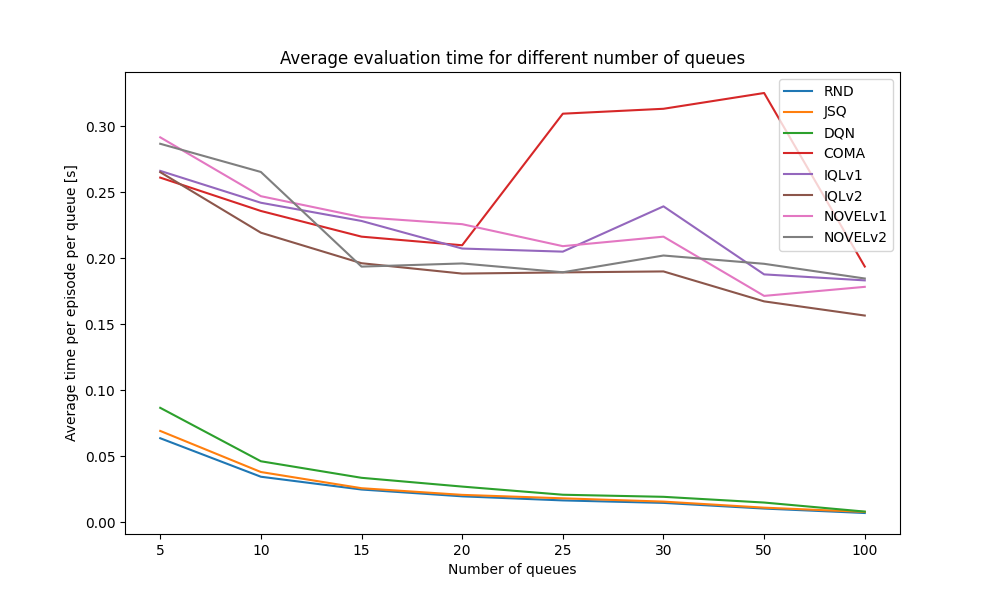 Average evaluation time for different number of queues
RND
JSQ
DQN
COMA
IQLv1
IQLv2
NOVELv1
NOVELv2
Average time per episode per queue [s]
0.30
0.25
0.20
0.15
0.10
0.05
0.00
5 10 15 20 25 30 50 100
Number of queues